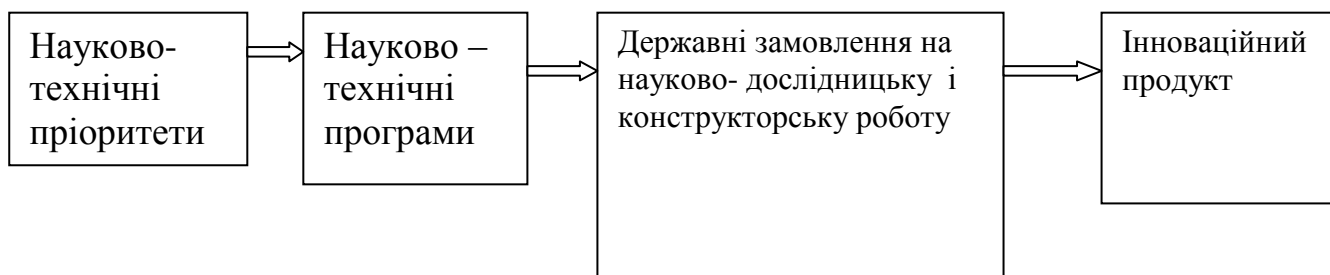 Науково-
технічні
пріоритети
Науково –
технічні
програми
Державні замовлення на
науково- дослідницьку і
конструкторську роботу
Інноваційний
продукт